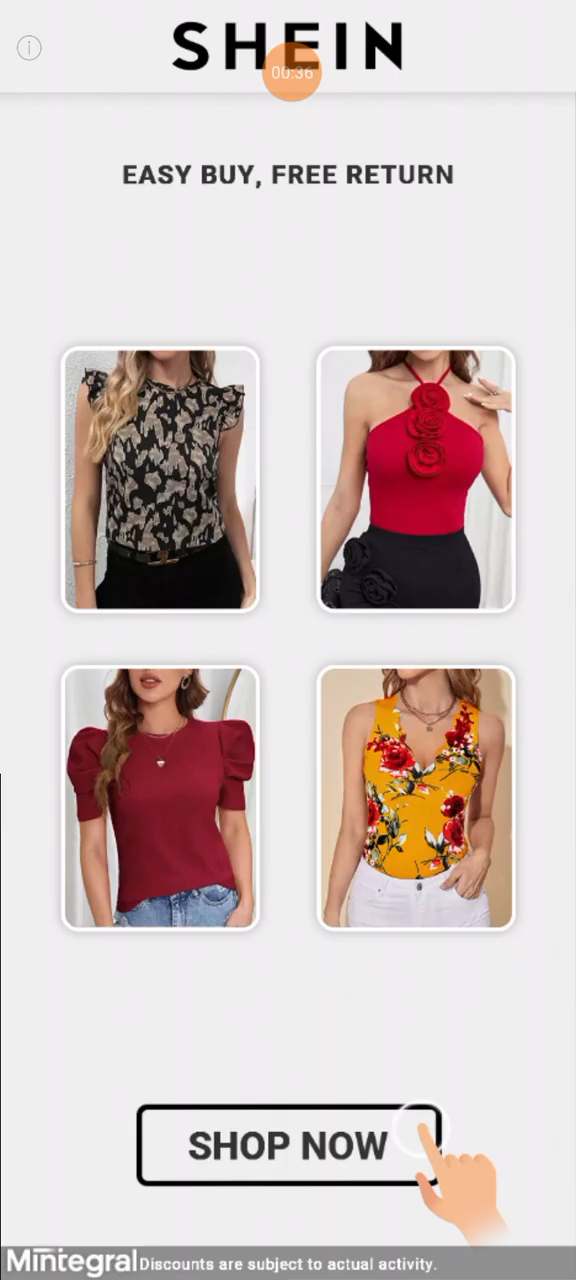 SHEIN
00:36
EASY BUY, FREE RETURN
SHOP NOW
Mintegral Discounts are subject to actual activity.